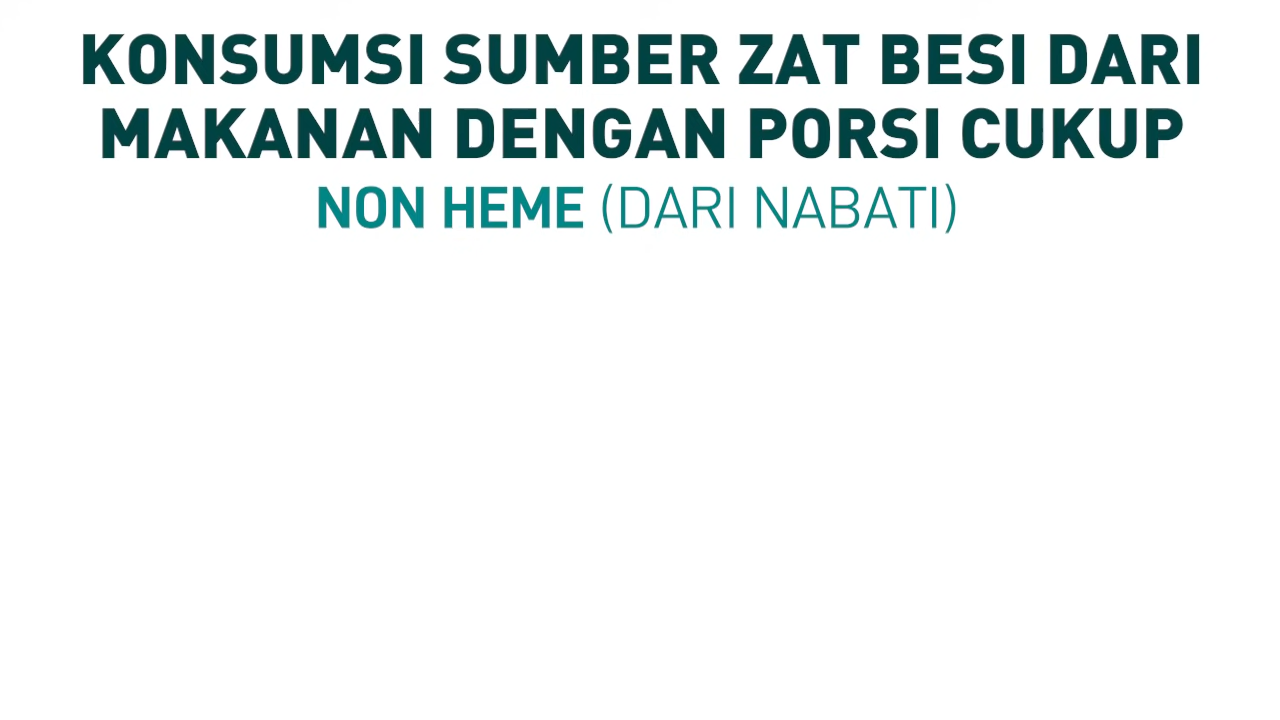 KONSUMSI SUMBER ZAT BESI DARI
MAKANAN DENGAN PORSI CUKUP
NON HEME (DARI NABATI)